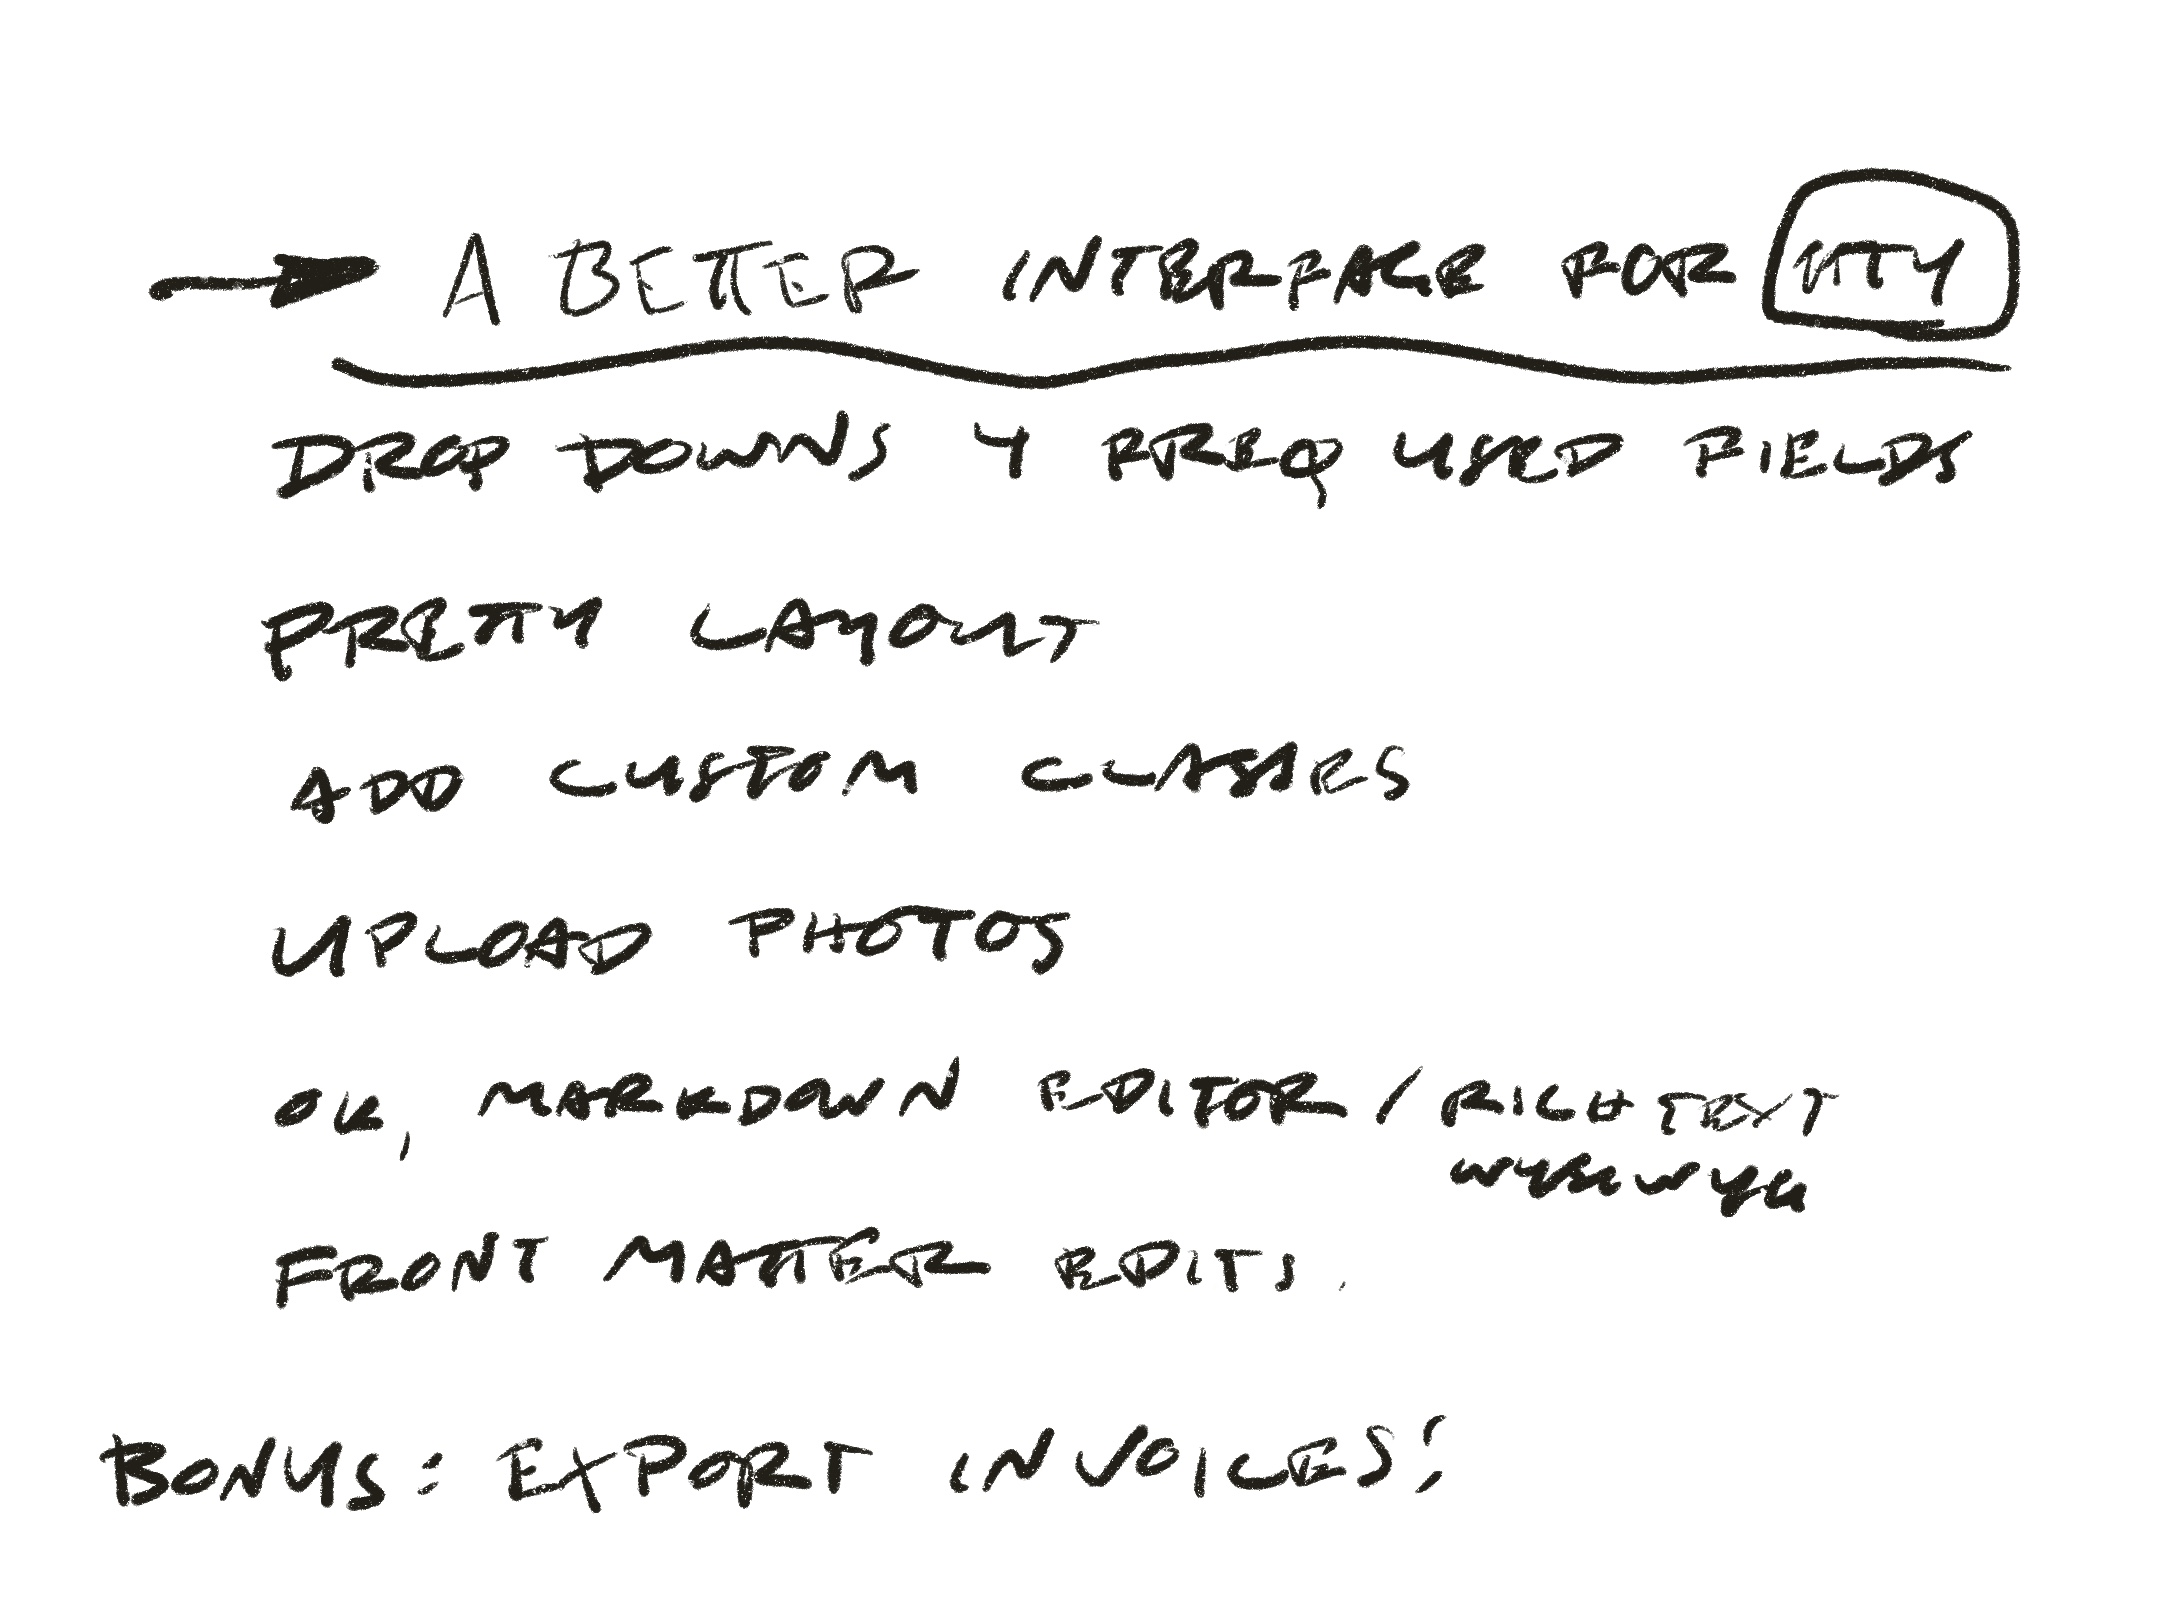 A BETTER INTERFACE FOR ITTY
DROP DOWNS 4 FREQ USED FIELDS
PRETTY LAYOUT
ADD CUSTOM CLASSES
UPLOAD PHOTOS
OK, MARKDOWN EDITOR / RICH TEXT
WYSIWYG
FRONT MATTER EDITS.
BONUS: EXPORT INVOICES!